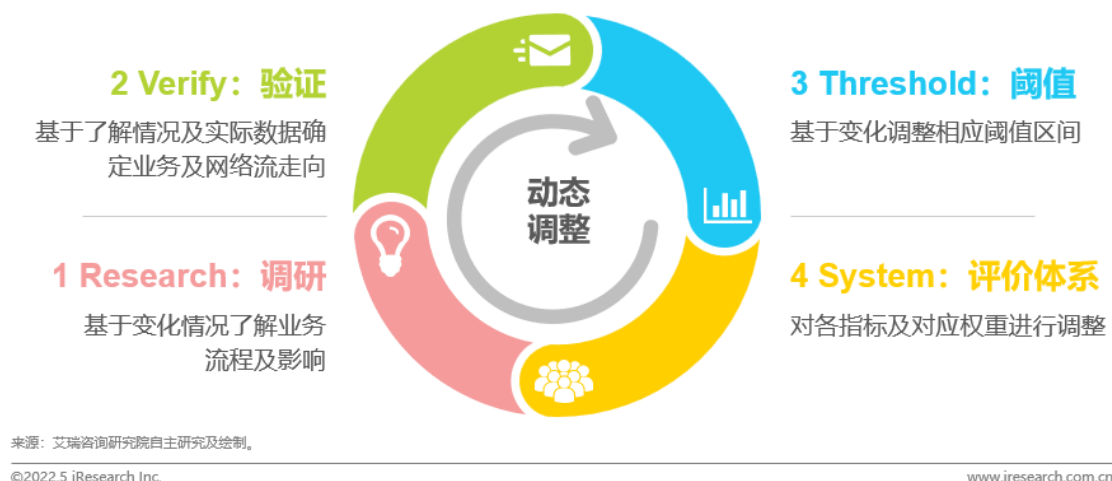 2 Verify：验证
基于了解情况及实际数据确
定业务及网络流走向
1 Research：调研
基于变化情况了解业务
流程及影响
动态
调整
3 Threshold：阈值
基于变化调整相应阈值区间
4 System：评价体系
对各指标及对应权重进行调整
来源：艾瑞咨询研究院自主研究及绘制。
©2022.5 iResearch Inc.
www.iresearch.com.cn